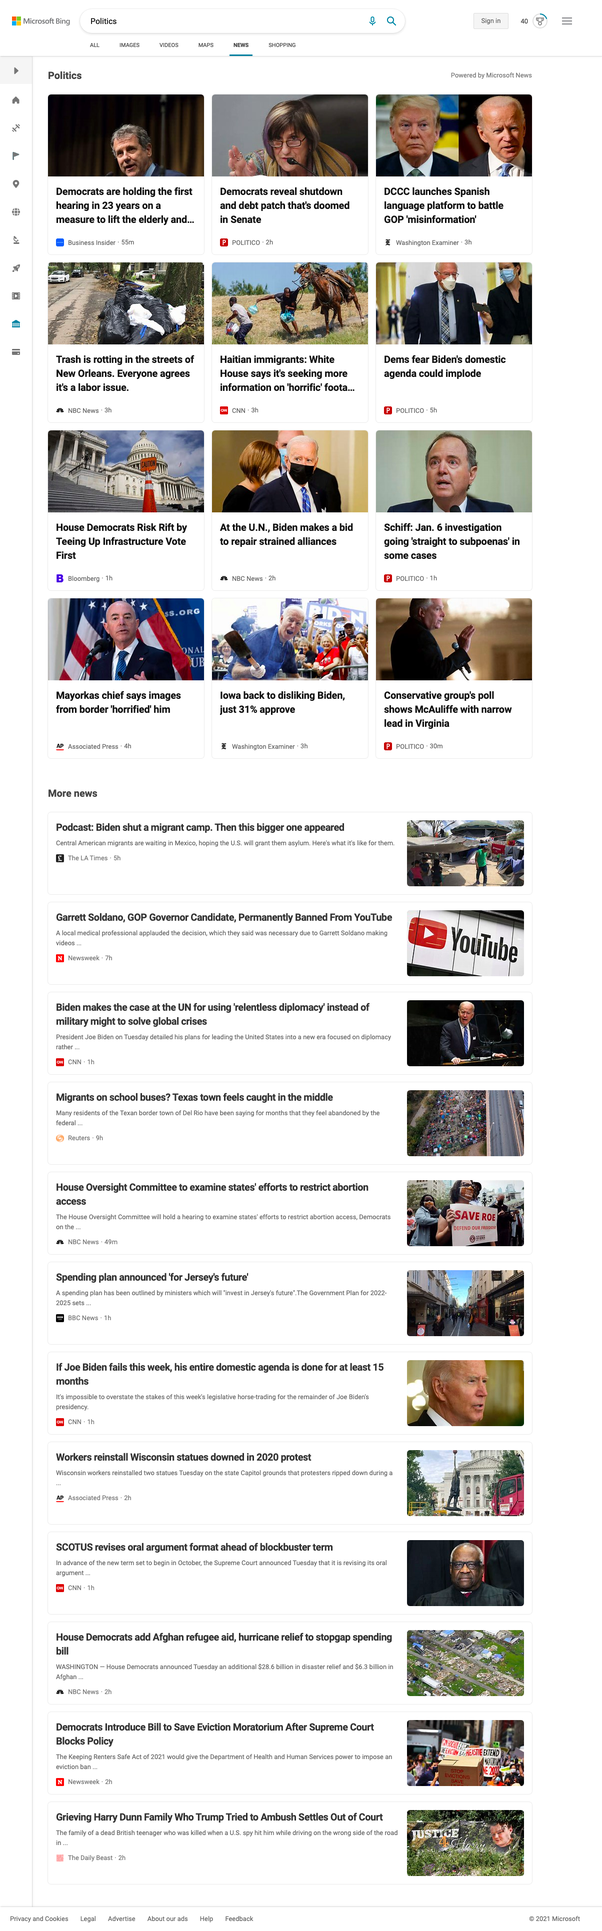 Microsoft Bing
Politics
Sign in
40
ALL IMAGES VIDEOS MAPS NEWS SHOPPING
Politics
Powered by Microsoft News
Democrats are holding the first
hearing in 23 years on a
measure to lift the elderly and...
Business Insider · 55m
Democrats reveal shutdown
and debt patch that's doomed
in Senate
POLITICO · 2h
DCCC launches Spanish
language platform to battle
GOP 'misinformation'
Washington Examiner · 3h
Trash is rotting in the streets of
New Orleans. Everyone agrees
it's a labor issue.
NBC News · 3h
Haitian immigrants: White
House says it's seeking more
information on 'horrific' foota...
CNN · 3h
Dems fear Biden's domestic
agenda could implode
POLITICO · 5h
CAUTION
House Democrats Risk Rift by
Teeing Up Infrastructure Vote
First
Bloomberg · 1h
At the U.N., Biden makes a bid
to repair strained alliances
NBC News · 2h
Schiff: Jan. 6 investigation
going 'straight to subpoenas' in
some cases
POLITICO · 1h
Mayorkas chief says images
from border 'horrified' him
Associated Press · 4h
Iowa back to disliking Biden,
just 31% approve
Washington Examiner · 3h
Conservative group's poll
shows McAuliffe with narrow
lead in Virginia
POLITICO · 30m
More news
Podcast: Biden shut a migrant camp. Then this bigger one appeared
Central American migrants are waiting in Mexico, hoping the U.S. will grant them asylum. Here's what it's like for them.
The LA Times · 5h
Garrett Soldano, GOP Governor Candidate, Permanently Banned From YouTube
A local medical professional applauded the decision, which they said was necessary due to Garrett Soldano making
videos ...
Newsweek · 7h
YouTube
Biden makes the case at the UN for using 'relentless diplomacy' instead of
military might to solve global crises
President Joe Biden on Tuesday detailed his plans for leading the United States into a new era focused on diplomacy
rather ...
CNN · 1h
Migrants on school buses? Texas town feels caught in the middle
Many residents of the Texan border town of Del Rio have been saying for months that they feel abandoned by the
federal ...
Reuters · 9h
House Oversight Committee to examine states' efforts to restrict abortion
access
The House Oversight Committee will hold a hearing to examine states' efforts to restrict abortion access, Democrats
on the ...
NBC News · 49m
SAVE ROE
Spending plan announced 'for Jersey's future'
A spending plan has been outlined by ministers which will "invest in Jersey's future".The Government Plan for 2022-
2025 sets ...
BBC News · 1h
If Joe Biden fails this week, his entire domestic agenda is done for at least 15
months
It's impossible to overstate the stakes of this week's legislative horse-trading for the remainder of Joe Biden's
presidency.
CNN · 1h
Workers reinstall Wisconsin statues downed in 2020 protest
Wisconsin workers reinstalled two statues Tuesday on the state Capitol grounds that protesters ripped down during a
...
Associated Press · 2h
SCOTUS revises oral argument format ahead of blockbuster term
In advance of the new term set to begin in October, the Supreme Court announced Tuesday that it is revising its oral
argument ...
CNN · 1h
House Democrats add Afghan refugee aid, hurricane relief to stopgap spending
bill
WASHINGTON — House Democrats announced Tuesday an additional $28.6 billion in disaster relief and $6.3 billion in
Afghan ...
NBC News · 2h
Democrats Introduce Bill to Save Eviction Moratorium After Supreme Court
Blocks Policy
The Keeping Renters Safe Act of 2021 would give the Department of Health and Human Services power to impose an
eviction ban ...
Newsweek · 2h
Grieving Harry Dunn Family Who Trump Tried to Ambush Settles Out of Court
The family of a dead British teenager who was killed when a U.S. spy hit him while driving on the wrong side of the road
in ...
The Daily Beast · 2h
JUSTICE
Privacy and Cookies Legal Advertise About our ads Help Feedback
© 2021 Microsoft